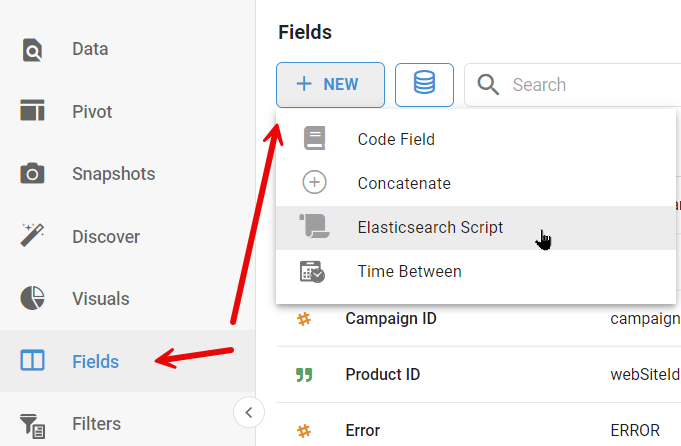 Data
Pivot
Snapshots
Discover
Visuals
Fields
Filters
Fields
NEW
Search
Code Field
Concatenate
Elasticsearch Script
Time Between
Campaign ID campaign
Product ID webSiteId
Error ERROR